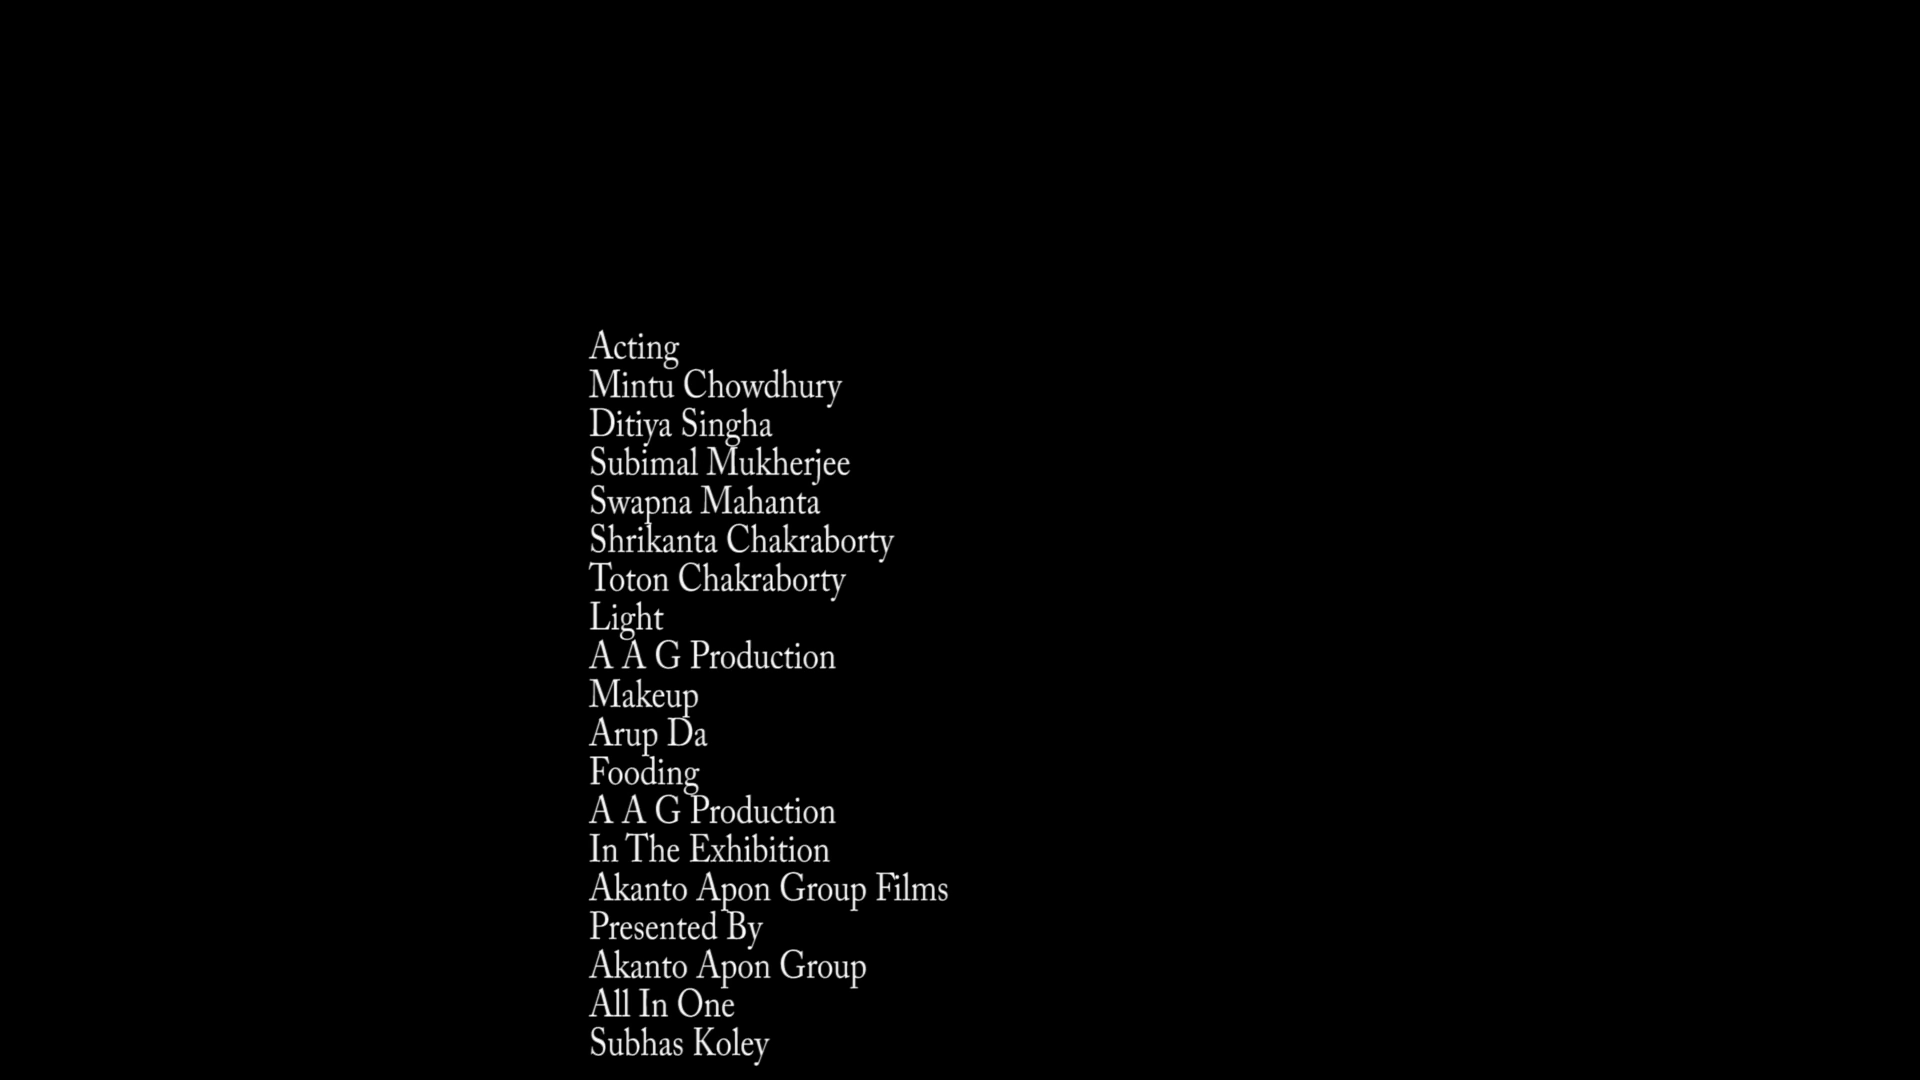 Acting
Mintu Chowdhury
Ditiya Singha
Subimal Mukherjee
Swapna Mahanta
Shrikanta Chakraborty
Toton Chakraborty
Light
A A G Production
Makeup
Arup Da
Fooding
A A G Production
In The Exhibition
Akanto Apon Group Films
Presented By
Akanto Apon Group
All In One
Subhas Koley